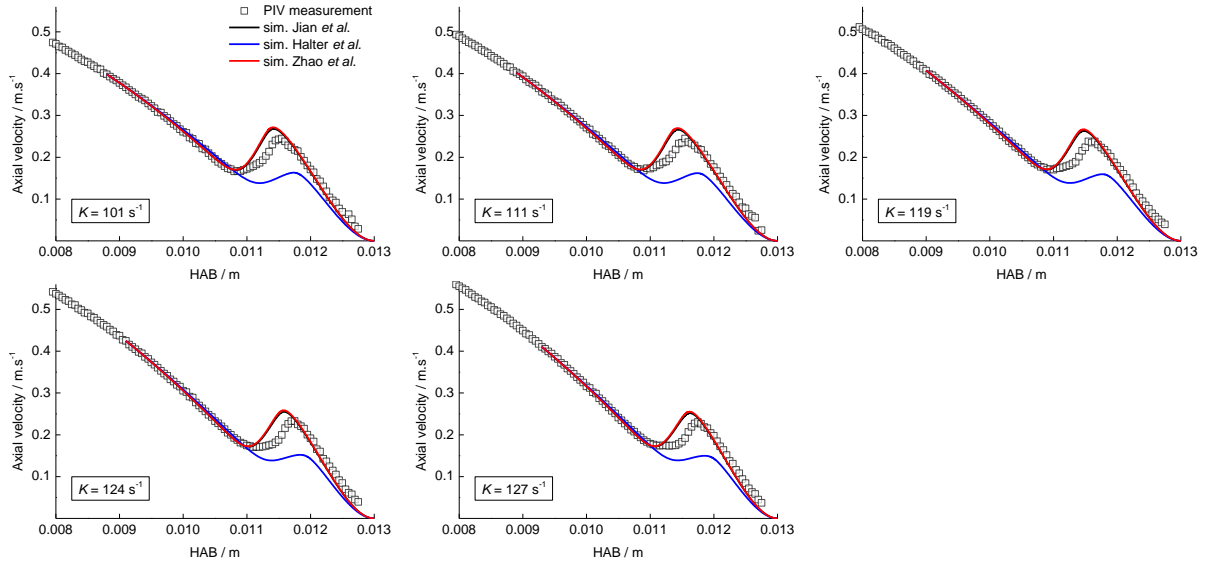 PIV measurement
sim. Jian et al.
sim. Halter et al.
sim. Zhao et al.
Axial velocity / m.s-1
0.5
0.4
0.3
0.2
0.1
K = 101 s-1
0.008 0.009 0.010 0.011 0.012 0.013
HAB / m
Axial velocity / m.s-1
0.5
0.4
0.3
0.2
0.1
K = 111 s-1
0.008 0.009 0.010 0.011 0.012 0.013
HAB / m
Axial velocity / m.s-1
0.5
0.4
0.3
0.2
0.1
K = 119 s-1
0.008 0.009 0.010 0.011 0.012 0.013
HAB / m
Axial velocity / m.s-1
0.5
0.4
0.3
0.2
0.1
K = 124 s-1
0.008 0.009 0.010 0.011 0.012 0.013
HAB / m
Axial velocity / m.s-1
0.5
0.4
0.3
0.2
0.1
K = 127 s-1
0.008 0.009 0.010 0.011 0.012 0.013
HAB / m